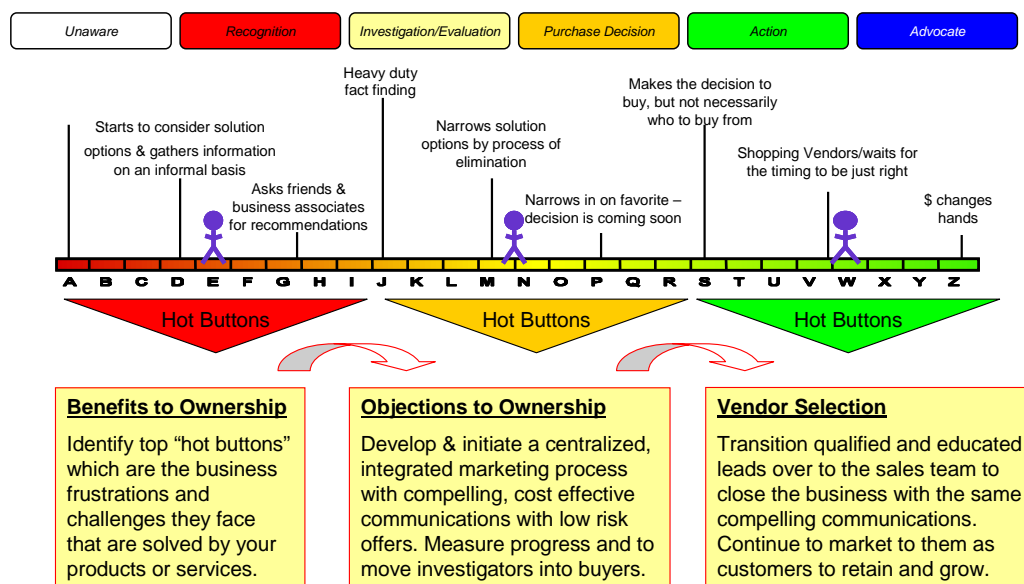 Unaware
Recognition
Investigation/Evaluation
Purchase Decision
Action
Advocate
Starts to consider solution
options & gathers information
on an informal basis
Asks friends &
business associates
for recommendations
Heavy duty
fact finding
Narrows solution
options by process of
elimination
Narrows in on favorite –
decision is coming soon
Makes the decision to
buy, but not necessarily
who to buy from
Shopping Vendors/waits for
the timing to be just right
$ changes
hands
A B C D E F G H I J K L M N O P Q R S T U V W X Y Z
Hot Buttons
Hot Buttons
Hot Buttons
Benefits to Ownership
Identify top “hot buttons”
which are the business
frustrations and
challenges they face
that are solved by your
products or services.
Objections to Ownership
Develop & initiate a centralized,
integrated marketing process
with compelling, cost effective
communications with low risk
offers. Measure progress and to
move investigators into buyers.
Vendor Selection
Transition qualified and educated
leads over to the sales team to
close the business with the same
compelling communications.
Continue to market to them as
customers to retain and grow.